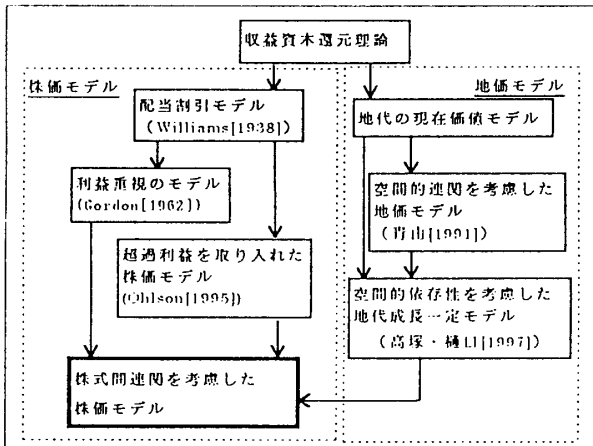 収益資本還元理論
株価モデル
地価モデル
配当割引モデル
(Williams[1938])
地代の現在価値モデル
利益重視のモデル
(Gordon[1962])
空間的連関を考慮した
地価モデル
(青山[1991])
超過利益を取り入れた
株価モデル
(Ohlson[1995])
空間的依存性を考慮した
地代成長一定モデル
(高塚・樋口[1997])
株式間連関を考慮した
株価モデル